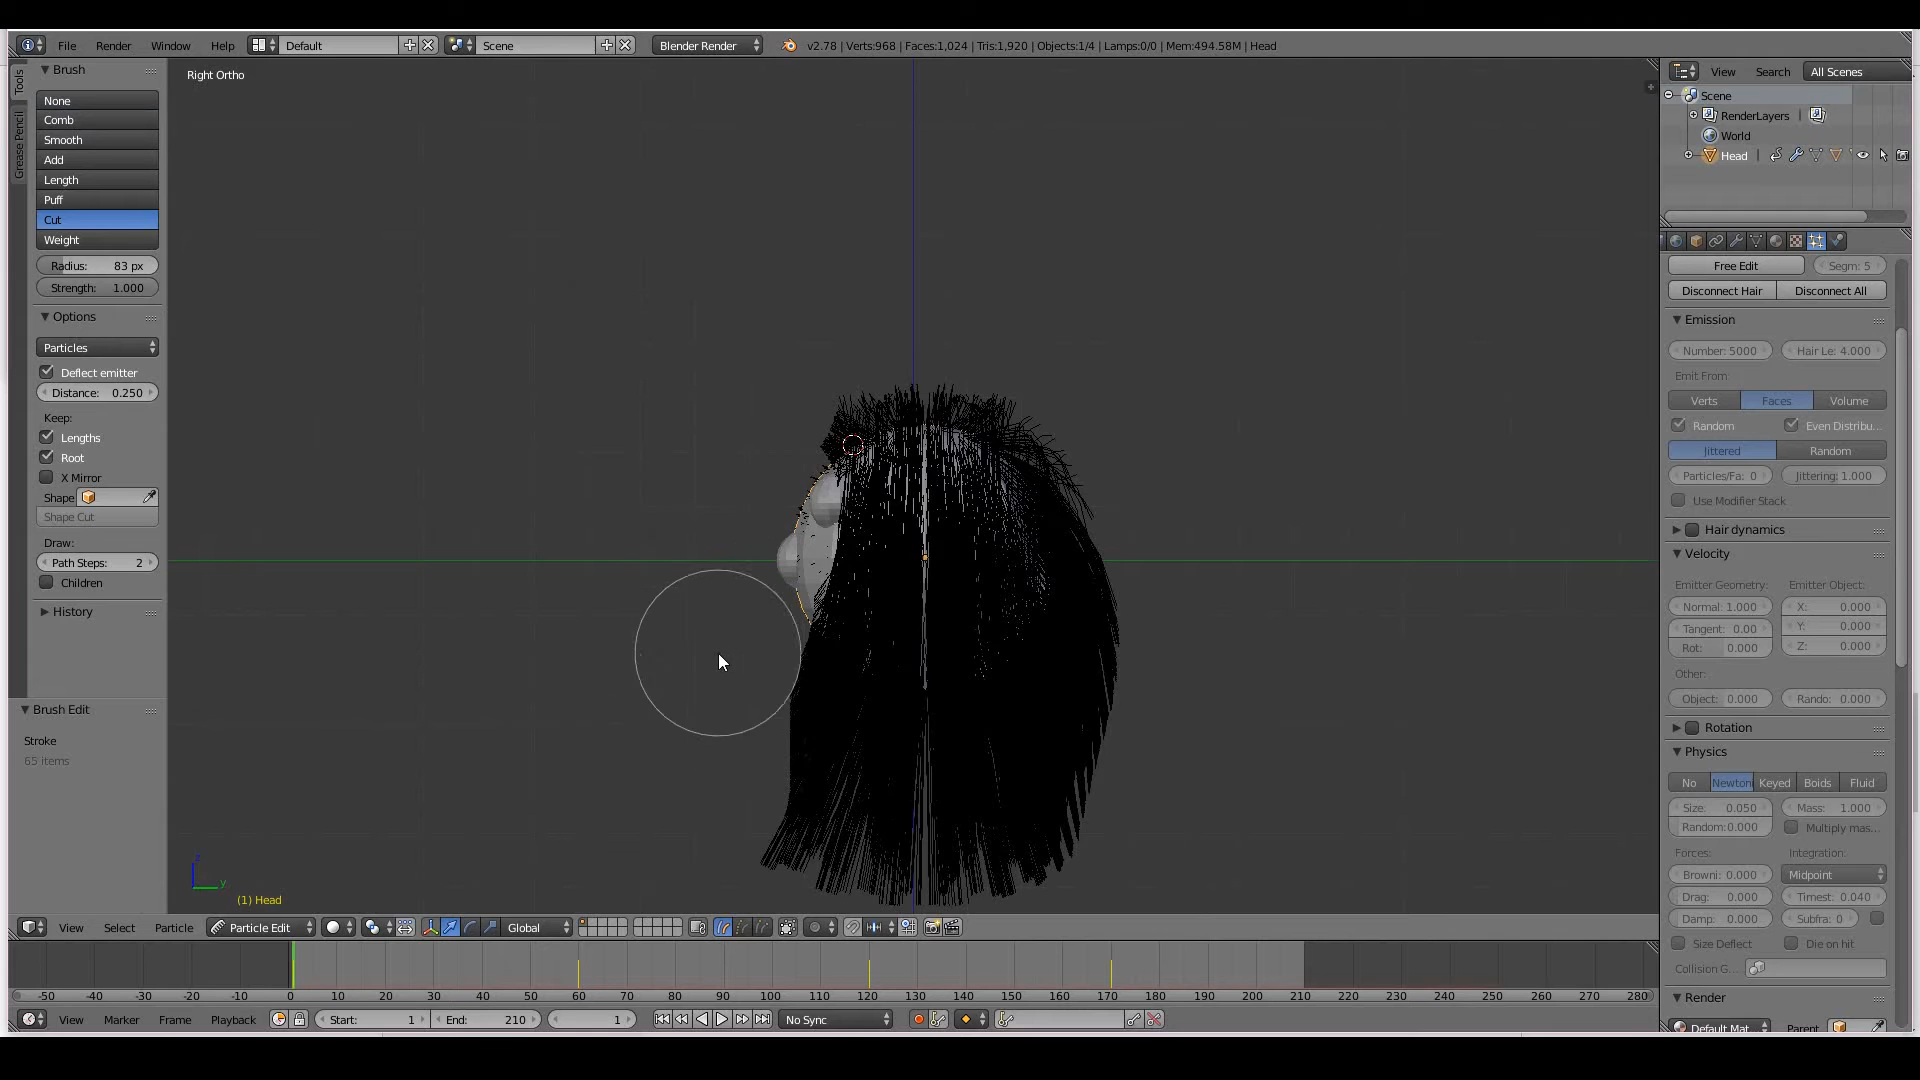 File Render Window Help Default Scene Blender Render v2.78 | Verts:968 | Faces:1,024 | Tris:1,920 | Objects:1/4 | Lamps:0/0 | Mem:494.58M | Head
Tools
Grease Pencil
Brush
None
Comb
Smooth
Add
Length
Puff
Cut
Weight
Radius: 83 px
Strength: 1.000
Options
Particles
Deflect emitter
Distance: 0.250
Keep:
Lengths
Root
X Mirror
Shape
Shape Cut
Draw:
Path Steps: 2
Children
History
Brush Edit
Stroke
65 items
Right Ortho
z
y
(1) Head
View Select Particle Particle Edit Global
-50 -40 -30 -20 -10 0 10 20 30 40 50 60 70 80 90 100 110 120 130 140 150 160 170 180 190 200 210 220 230 240 250 260 270 280
View Marker Frame Playback Start: 1 End: 210 1 No Sync
View Search All Scenes
Scene
RenderLayers |
World
Head |
Free Edit Segm: 5
Disconnect Hair Disconnect All
Emission
Number: 5000 Hair Le: 4.000
Emit From:
Verts Faces Volume
Random Even Distribu...
Jittered Random
Particles/Fa: 0 Jittering: 1.000
Use Modifier Stack
Hair dynamics
Velocity
Emitter Geometry: Emitter Object:
Normal: 1.000 X: 0.000
Tangent: 0.00 Y: 0.000
Rot: 0.000 Z: 0.000
Other:
Object: 0.000 Rando: 0.000
Rotation
Physics
No Newton Keyed Boids Fluid
Size: 0.050 Mass: 1.000
Random:0.000 Multiply mas...
Forces: Integration:
Browni: 0.000 Midpoint
Drag: 0.000 Timest: 0.040
Damp: 0.000 Subfra: 0
Size Deflect Die on hit
Collision G...
Render
Default Mat... Parent